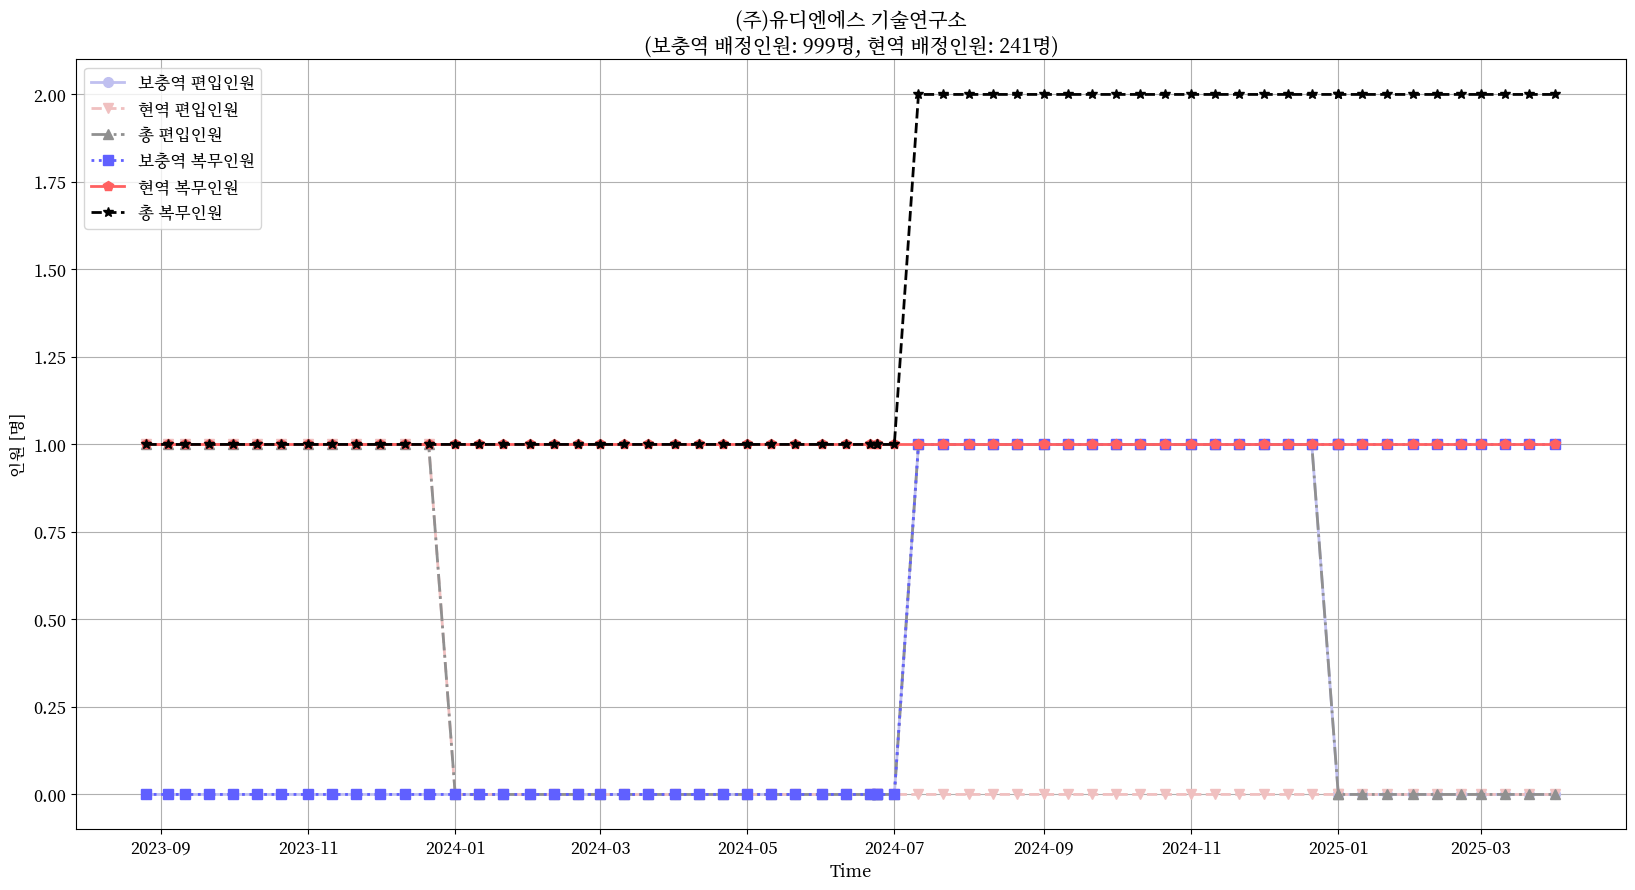 (주)유디엔에스 기술연구소
(보충역 배정인원: 999명, 현역 배정인원: 241명)
보충역 편입인원
현역 편입인원
총 편입인원
보충역 복무인원
현역 복무인원
총 복무인원
인원 [명]
2.00
1.75
1.50
1.25
1.00
0.75
0.50
0.25
0.00
2023-09 2023-11 2024-01 2024-03 2024-05 2024-07 2024-09 2024-11 2025-01 2025-03
Time